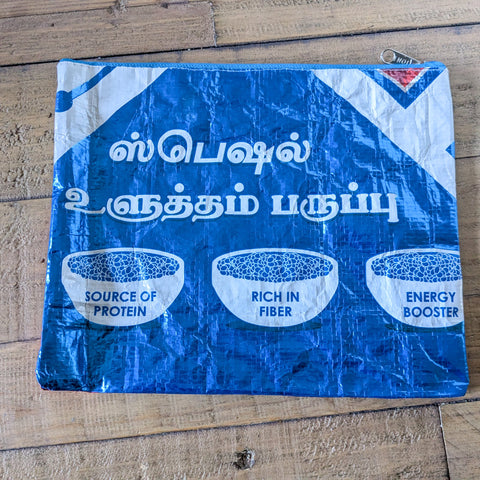 ஸ்பெஷல்
உளுத்தம் பருப்பு
SOURCE OF
PROTEIN
RICH IN
FIBER
ENERGY
BOOSTER